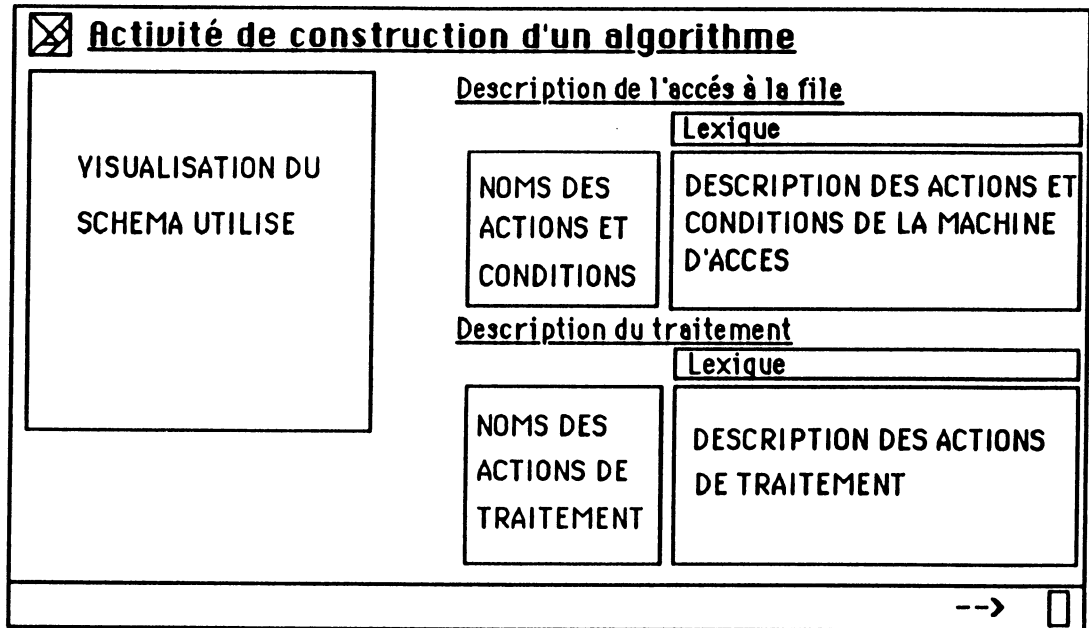 Activité de construction d'un algorithme
VISUALISATION DU
SCHEMA UTILISE
Description de l'accés à la file
Lexique
NOMS DES
ACTIONS ET
CONDITIONS
DESCRIPTION DES ACTIONS ET
CONDITIONS DE LA MACHINE
D'ACCES
Description du traitement
Lexique
NOMS DES
ACTIONS DE
TRAITEMENT
DESCRIPTION DES ACTIONS
DE TRAITEMENT
-->